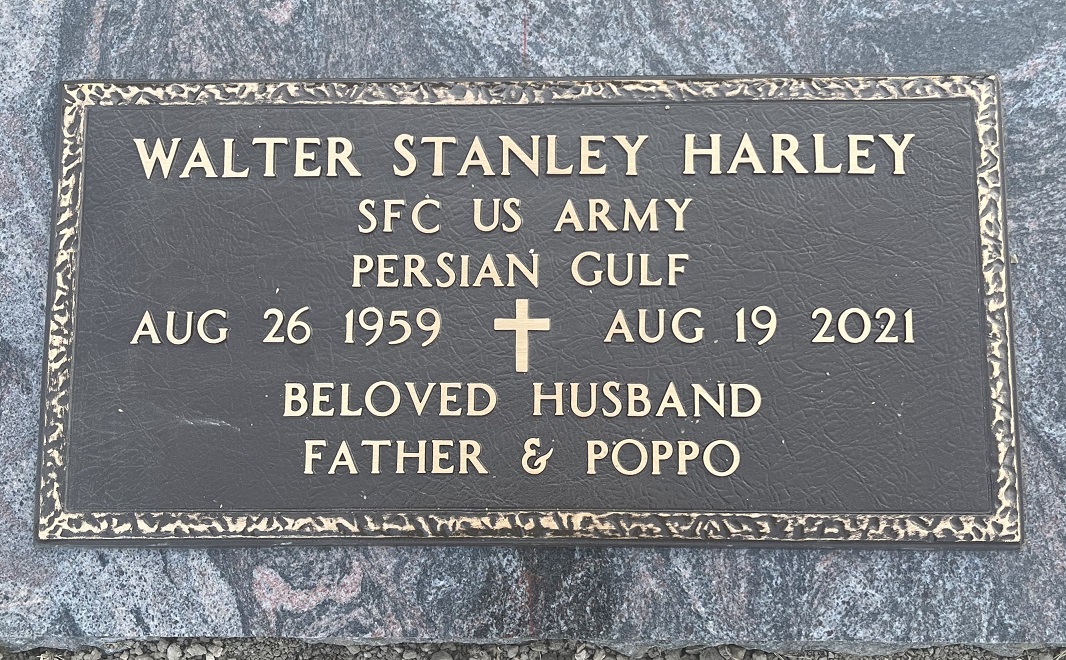 WALTER STANLEY HARLEY
SFC US ARMY
PERSIAN GULF
AUG 26 1959 AUG 19 2021
BELOVED HUSBAND
FATHER & POPPO